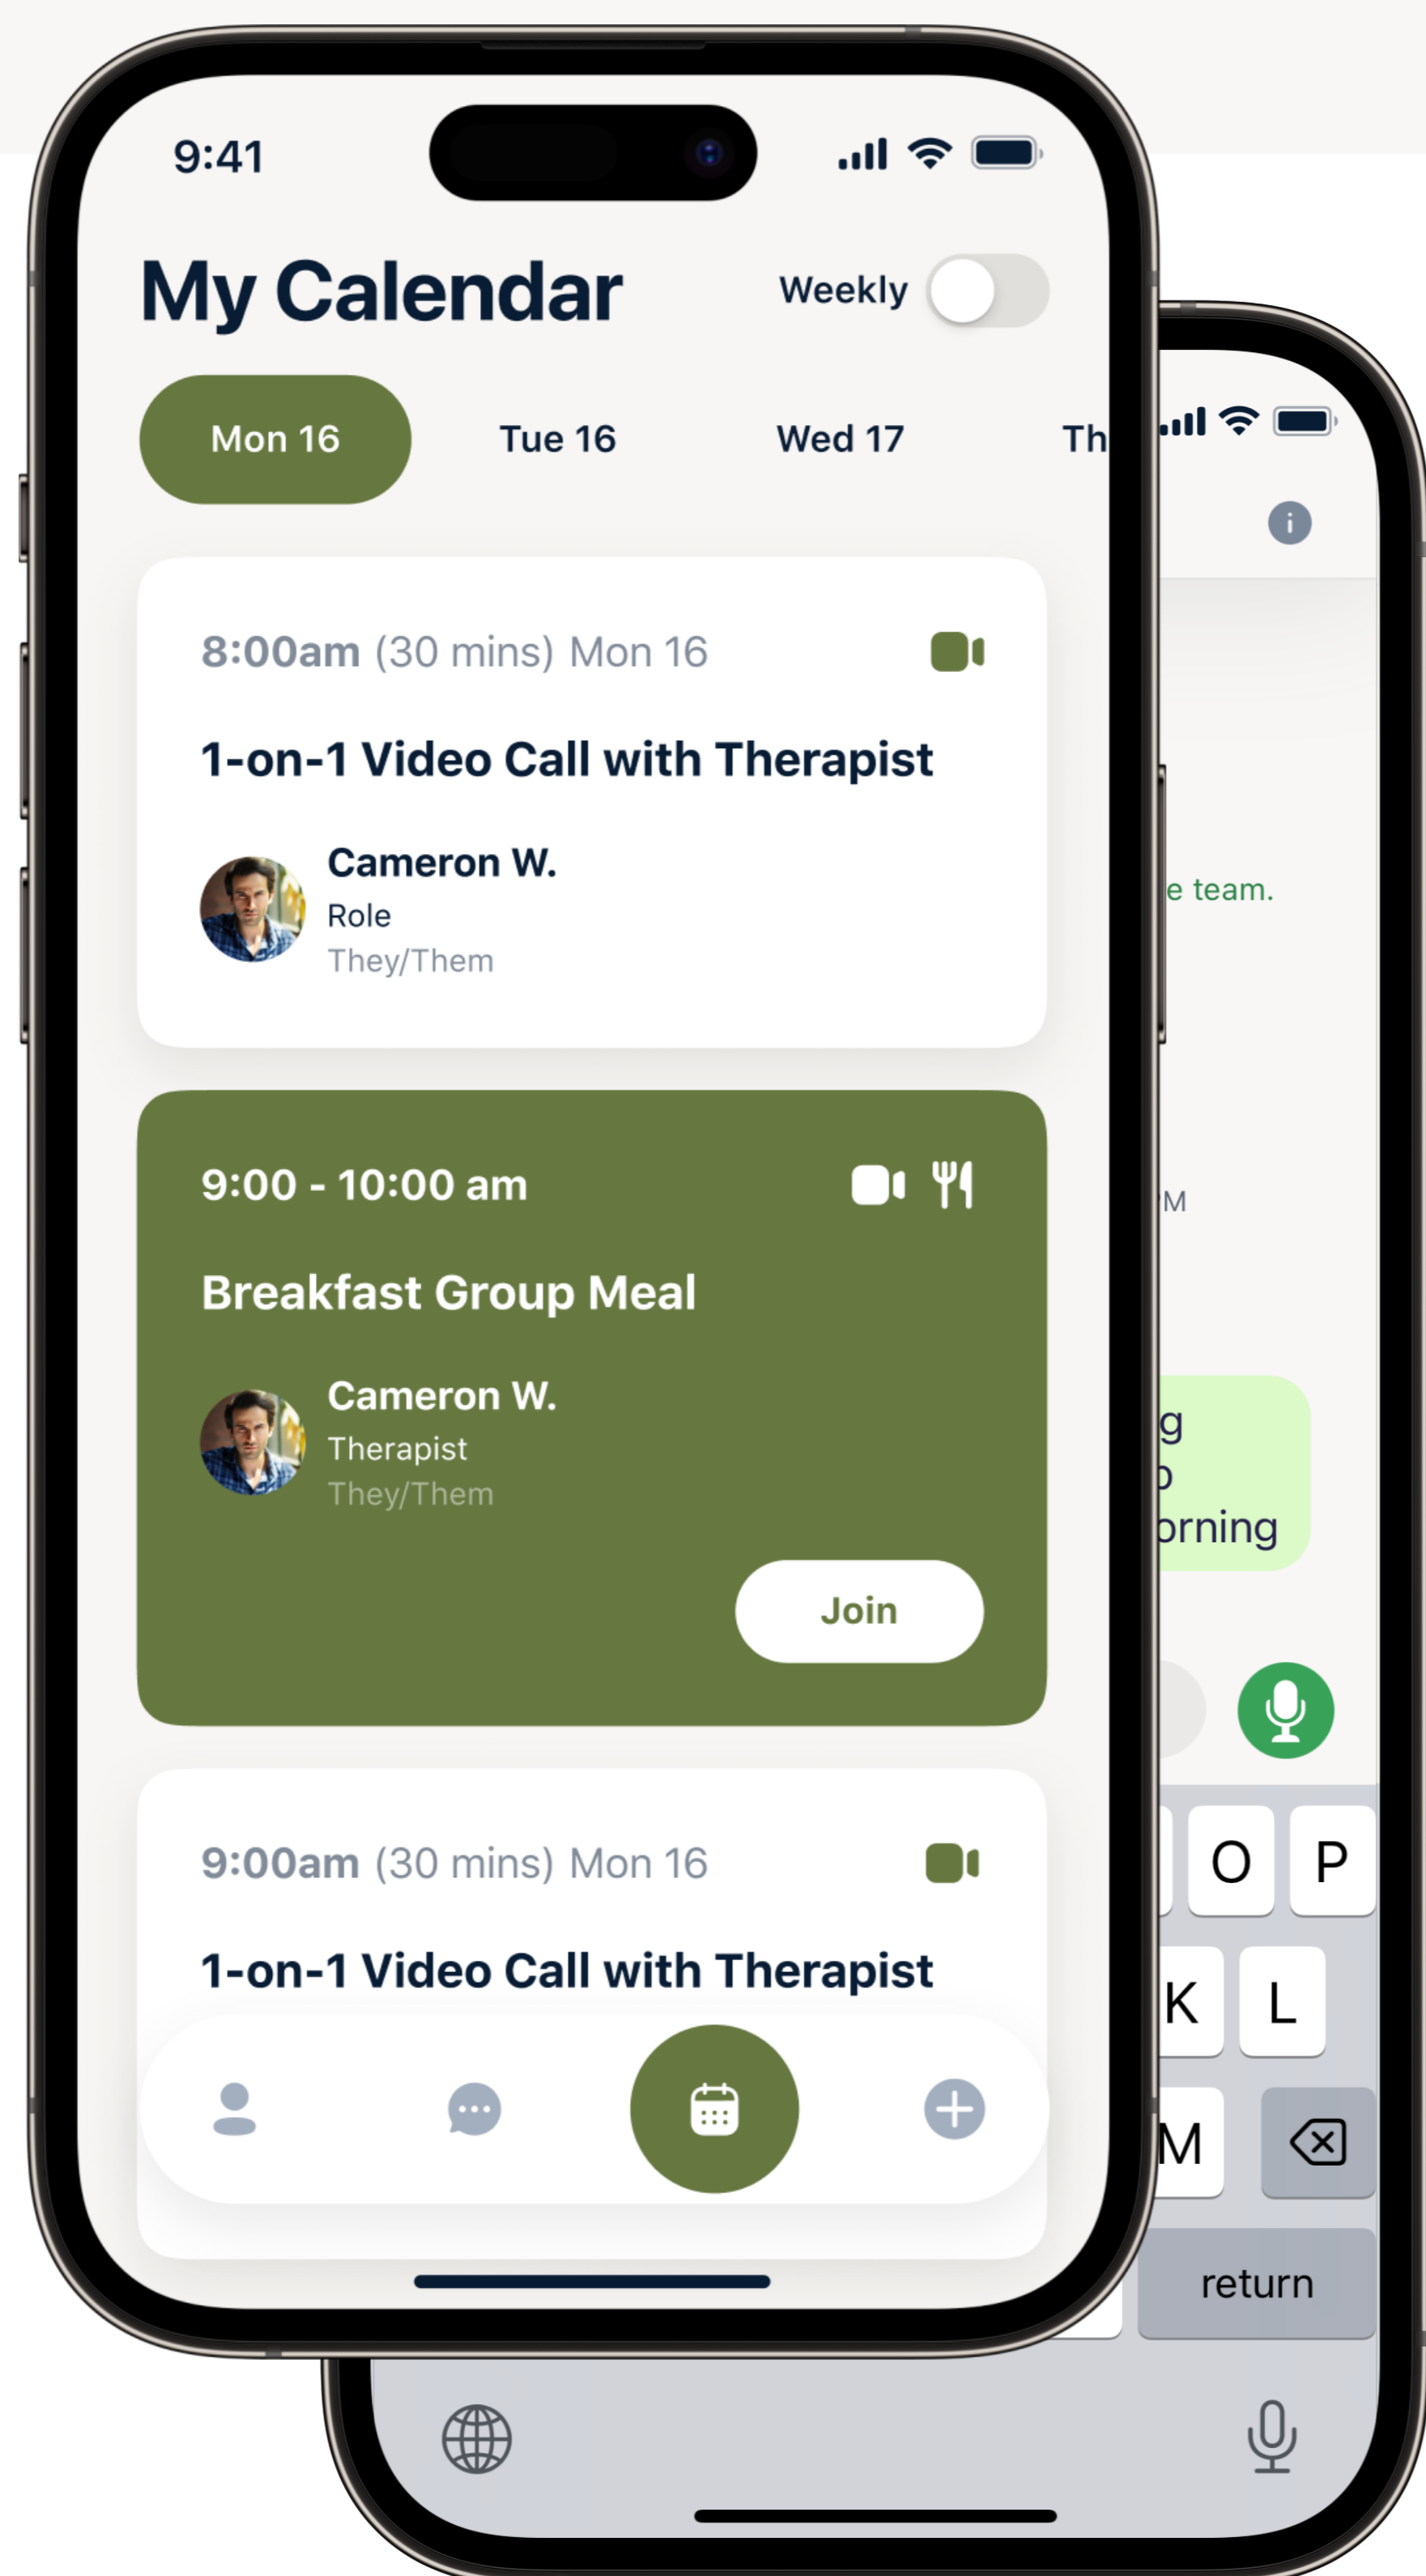 9:41
My Calendar
Weekly
Mon 16
Tue 16
Wed 17
Th
8:00am (30 mins) Mon 16
1-on-1 Video Call with Therapist
Cameron W.
Role
They/Them
9:00 - 10:00 am
Breakfast Group Meal
Cameron W.
Therapist
They/Them
Join
9:00am (30 mins) Mon 16
1-on-1 Video Call with Therapist
e team.
M
g
orning
O P
K L
M
return